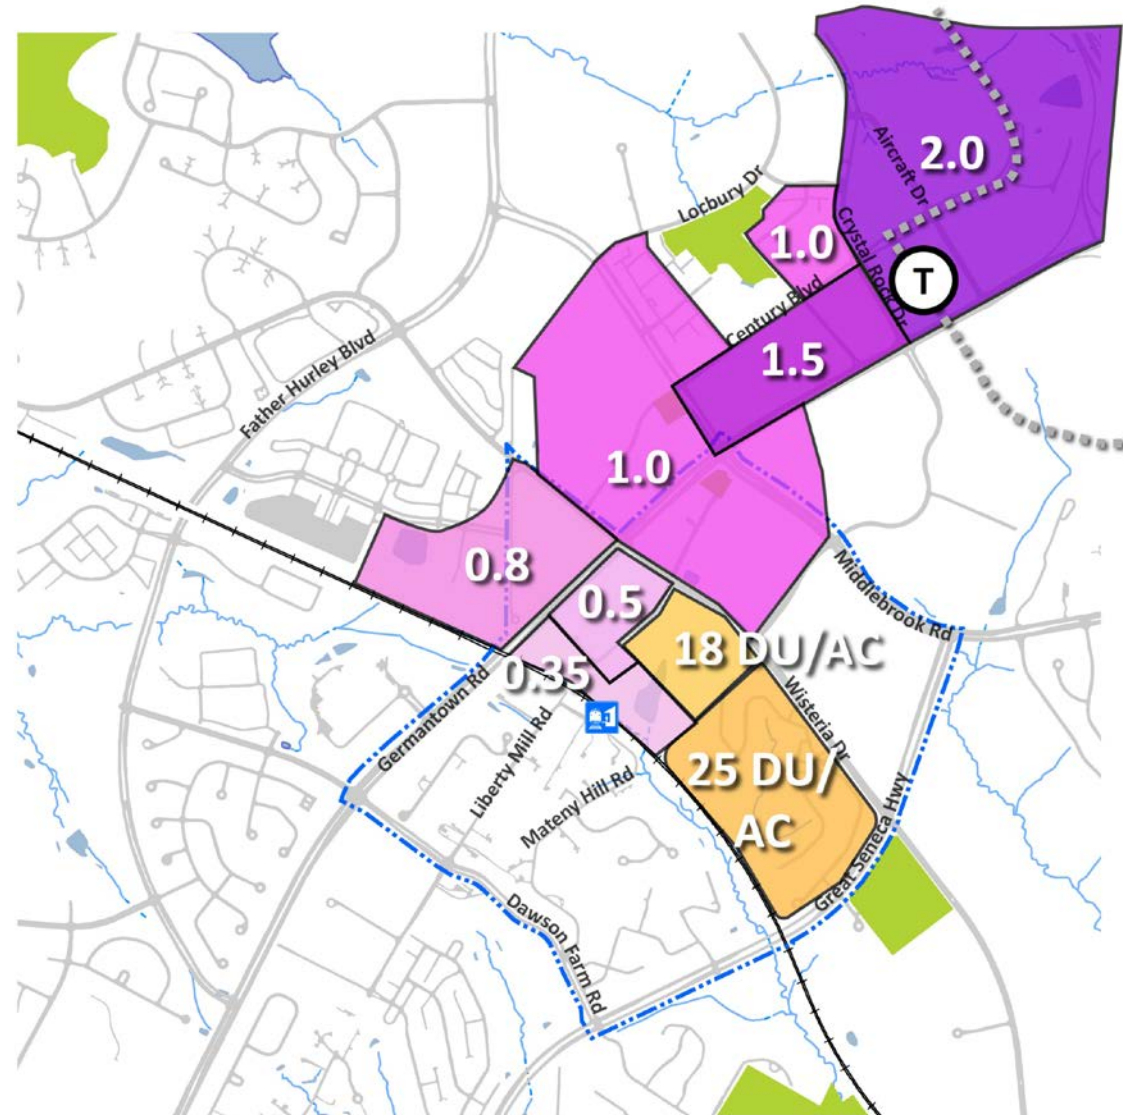 Aircraft Dr
2.0
Locbury Dr
1.0
Crystal Rock Dr
T
Century Blvd
1.5
Father Hurley Blvd
1.0
0.8
0.5
Middlebrook Rd
18 DU/AC
0.35
Germantown Rd
Liberty Mill Rd
Wisteria Dr
Mateny Hill Rd
25 DU/
AC
Great Seneca Hwy
Dawson Farm Rd